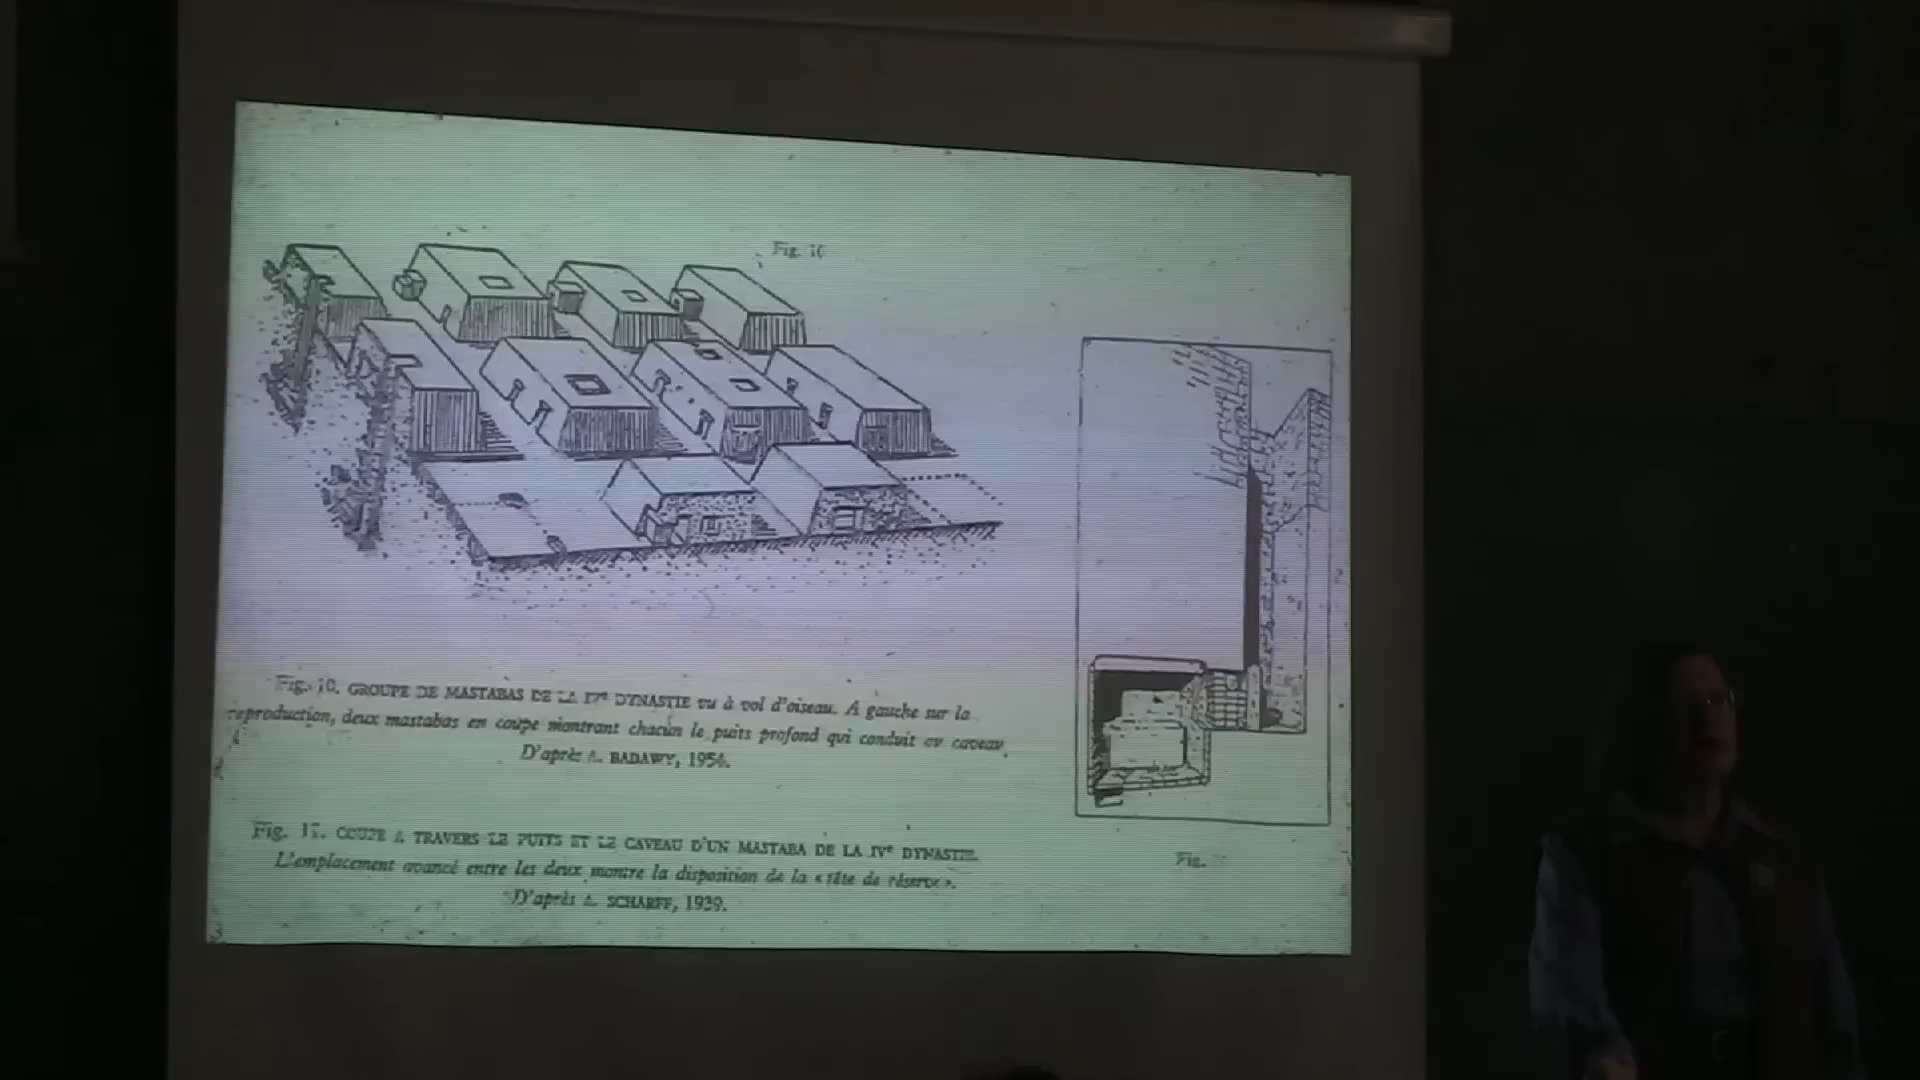 Fig. 10
Fig. 10. GROUPE DE MASTABAS DE LA IVe DYNASTIE vu à vol d'oiseau. A gauche sur la
reproduction, deux mastabas en coupe montrant chacun le puits profond qui conduit au caveau.
D'après A. BADAWY, 1954.
Fig. 11. COUPE A TRAVERS LE PUITS ET LE CAVEAU D'UN MASTABA DE LA IVe DYNASTIE.
L'emplacement avancé entre les deux montre la disposition de la « tête de réserve ».
D'après A. SCHARFF, 1939.
Fig.